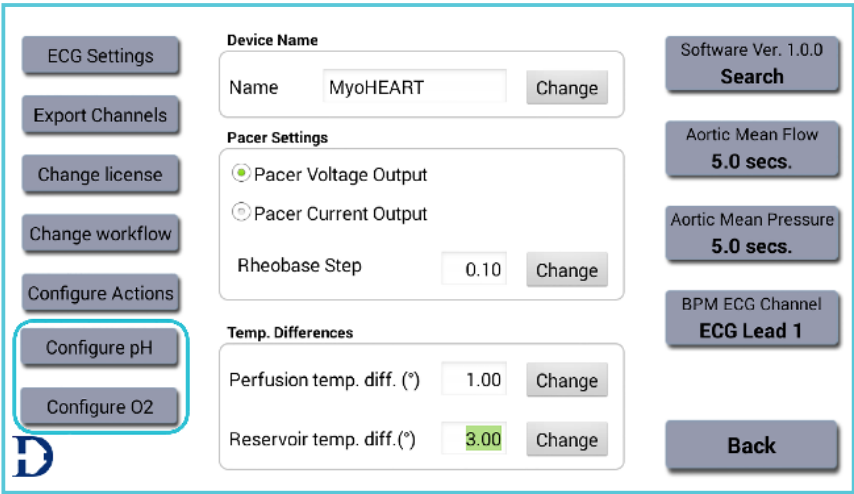 ECG Settings
Export Channels
Change license
Change workflow
Configure Actions
Configure pH
Configure O2
Device Name
Name MyoHEART Change
Pacer Settings
Pacer Voltage Output
Pacer Current Output
Rheobase Step 0.10 Change
Temp. Differences
Perfusion temp. diff. (°) 1.00 Change
Reservoir temp. diff.(°) 3.00 Change
Software Ver. 1.0.0
Search
Aortic Mean Flow
5.0 secs.
Aortic Mean Pressure
5.0 secs.
BPM ECG Channel
ECG Lead 1
Back